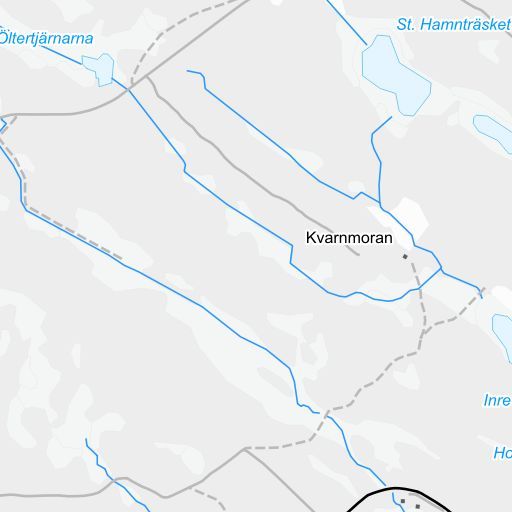 St. Hamnträsket
Öltertjärnarna
Kvarnmoran
Inre
Ho